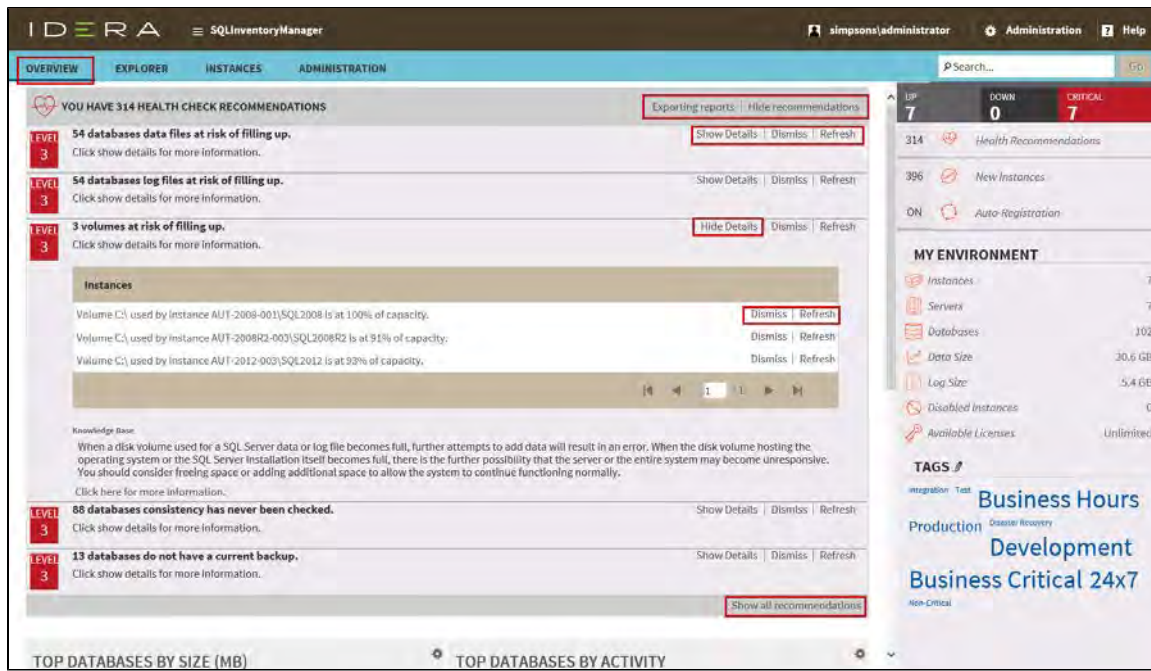 IDERA SQLInventoryManager simpsons\administrator Administration Help
OVERVIEW EXPLORER INSTANCES ADMINISTRATION Search... Go
YOU HAVE 314 HEALTH CHECK RECOMMENDATIONS Exporting reports | Hide recommendations
LEVEL 3
54 databases data files at risk of filling up. Show Details | Dismiss | Refresh
Click show details for more information.
LEVEL 3
54 databases log files at risk of filling up. Show Details | Dismiss | Refresh
Click show details for more information.
LEVEL 3
3 volumes at risk of filling up. Hide Details | Dismiss | Refresh
Click show details for more information.
Instances
Volume C:\ used by instance AUT-2008-001\SQL2008 is at 100% of capacity. Dismiss | Refresh
Volume C:\ used by instance AUT-2008R2-003\SQL2008R2 is at 91% of capacity. Dismiss | Refresh
Volume C:\ used by instance AUT-2012-003\SQL2012 is at 93% of capacity. Dismiss | Refresh
1
Knowledge Base
When a disk volume used for a SQL Server data or log file becomes full, further attempts to add data will result in an error. When the disk volume hosting the
operating system or the SQL Server installation itself becomes full, there is the further possibility that the server or the entire system may become unresponsive.
You should consider freeing space or adding additional space to allow the system to continue functioning normally.
Click here for more information.
LEVEL 3
88 databases consistency has never been checked. Show Details | Dismiss | Refresh
Click show details for more information.
LEVEL 3
13 databases do not have a current backup. Show Details | Dismiss | Refresh
Click show details for more information.
Show all recommendations
TOP DATABASES BY SIZE (MB) TOP DATABASES BY ACTIVITY
UP DOWN CRITICAL
7 0 7
314 Health Recommendations
396 New Instances
ON Auto-Registration
MY ENVIRONMENT
Instances 7
Servers 7
Databases 102
Data Size 30.6 GB
Log Size 5.4 GB
Disabled Instances 0
Available Licenses Unlimited
TAGS
Integration Test Business Hours
Production Disaster Recovery
Development
Business Critical 24x7
Non-Critical